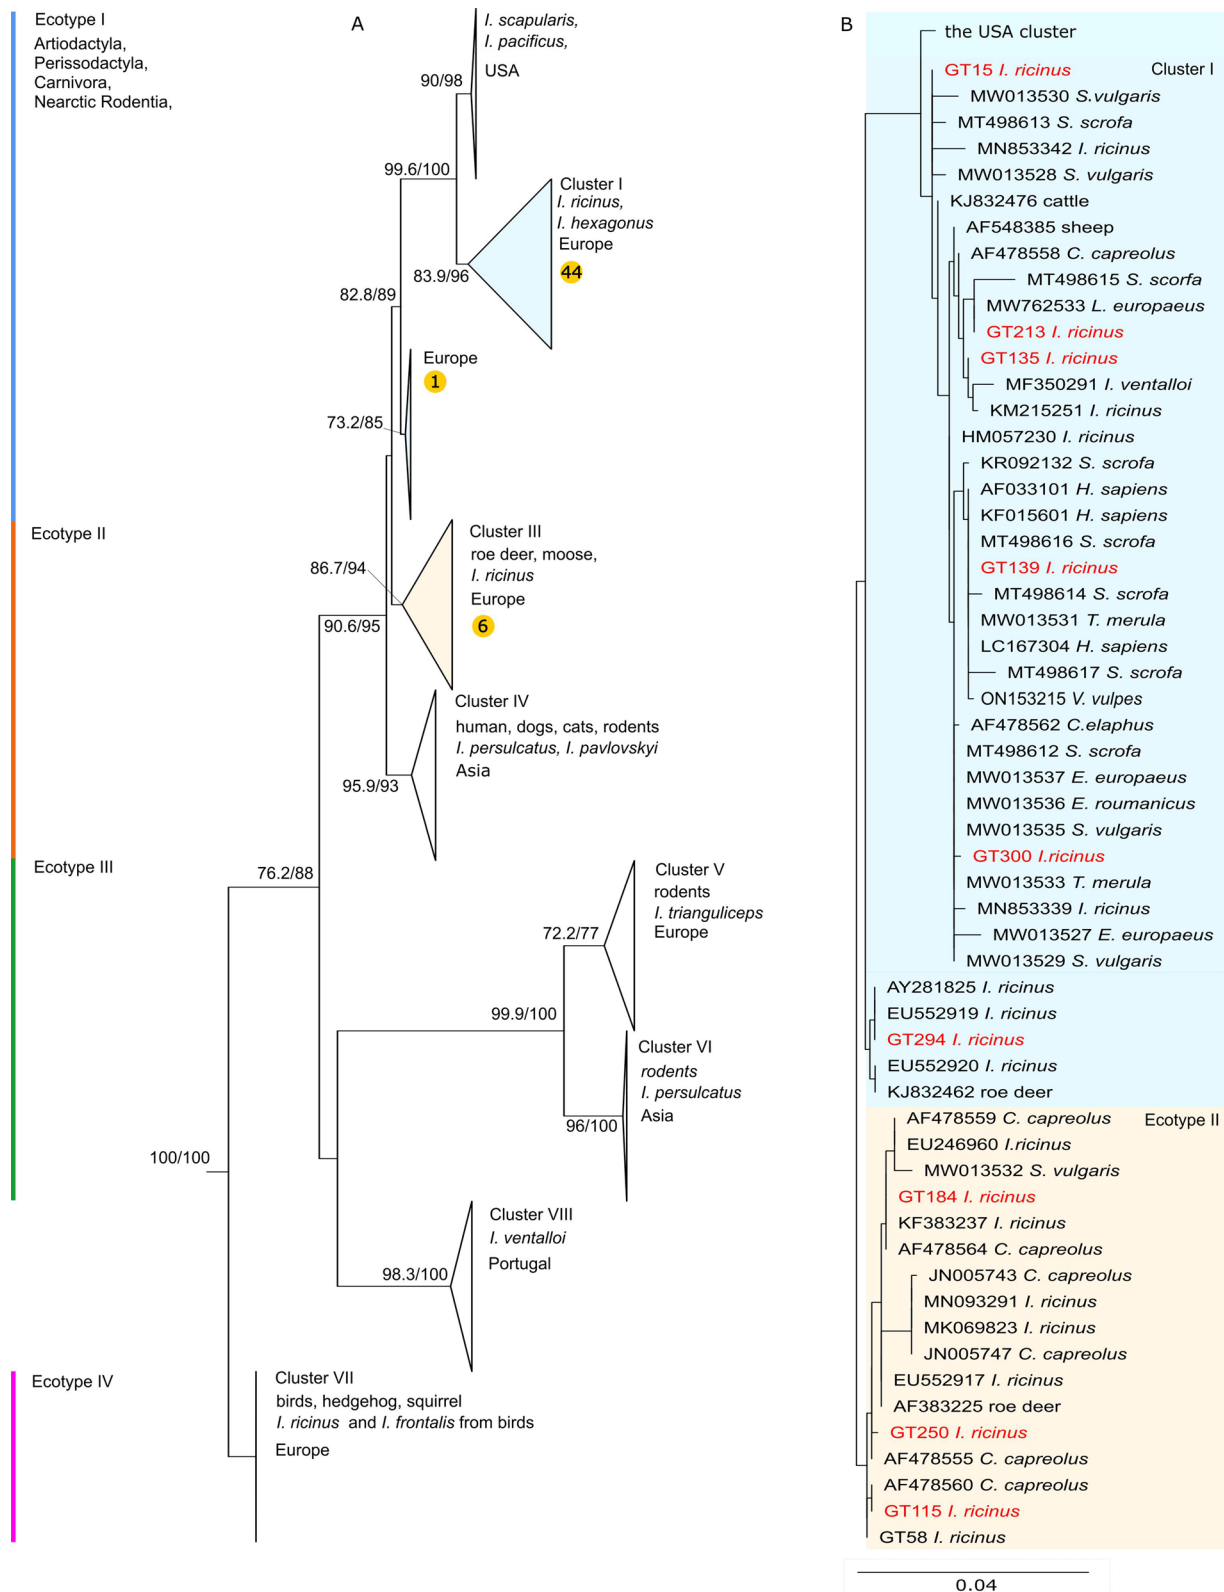 Ecotype I
Artiodactyla,
Perissodactyla,
Carnivora,
Nearctic Rodentia,
A
I. scapularis,
I. pacificus,
USA
90/98
99.6/100
Cluster I
I. ricinus,
I. hexagonus
Europe
44
83.9/96
82.8/89
Europe
1
73.2/85
Ecotype II
Cluster III
roe deer, moose,
I. ricinus
Europe
6
86.7/94
90.6/95
Cluster IV
human, dogs, cats, rodents
I. persulcatus, I. pavlovskyi
Asia
95.9/93
Ecotype III
76.2/88
Cluster V
rodents
I. trianguliceps
Europe
72.2/77
99.9/100
Cluster VI
rodents
I. persulcatus
Asia
96/100
100/100
Cluster VIII
I. ventalloi
Portugal
98.3/100
Ecotype IV
Cluster VII
birds, hedgehog, squirrel
I. ricinus and I. frontalis from birds
Europe
B
the USA cluster
Cluster I
GT15 I. ricinus
MW013530 S.vulgaris
MT498613 S. scrofa
MN853342 I. ricinus
MW013528 S. vulgaris
KJ832476 cattle
AF548385 sheep
AF478558 C. capreolus
MT498615 S. scorfa
MW762533 L. europaeus
GT213 I. ricinus
GT135 I. ricinus
MF350291 I. ventalloi
KM215251 I. ricinus
HM057230 I. ricinus
KR092132 S. scrofa
AF033101 H. sapiens
KF015601 H. sapiens
MT498616 S. scrofa
GT139 I. ricinus
MT498614 S. scrofa
MW013531 T. merula
LC167304 H. sapiens
MT498617 S. scrofa
ON153215 V. vulpes
AF478562 C.elaphus
MT498612 S. scrofa
MW013537 E. europaeus
MW013536 E. roumanicus
MW013535 S. vulgaris
GT300 I.ricinus
MW013533 T. merula
MN853339 I. ricinus
MW013527 E. europaeus
MW013529 S. vulgaris
AY281825 I. ricinus
EU552919 I. ricinus
GT294 I. ricinus
EU552920 I. ricinus
KJ832462 roe deer
AF478559 C. capreolus
Ecotype II
EU246960 I.ricinus
MW013532 S. vulgaris
GT184 I. ricinus
KF383237 I. ricinus
AF478564 C. capreolus
JN005743 C. capreolus
MN093291 I. ricinus
MK069823 I. ricinus
JN005747 C. capreolus
EU552917 I. ricinus
AF383225 roe deer
GT250 I. ricinus
AF478555 C. capreolus
AF478560 C. capreolus
GT115 I. ricinus
GT58 I. ricinus
0.04